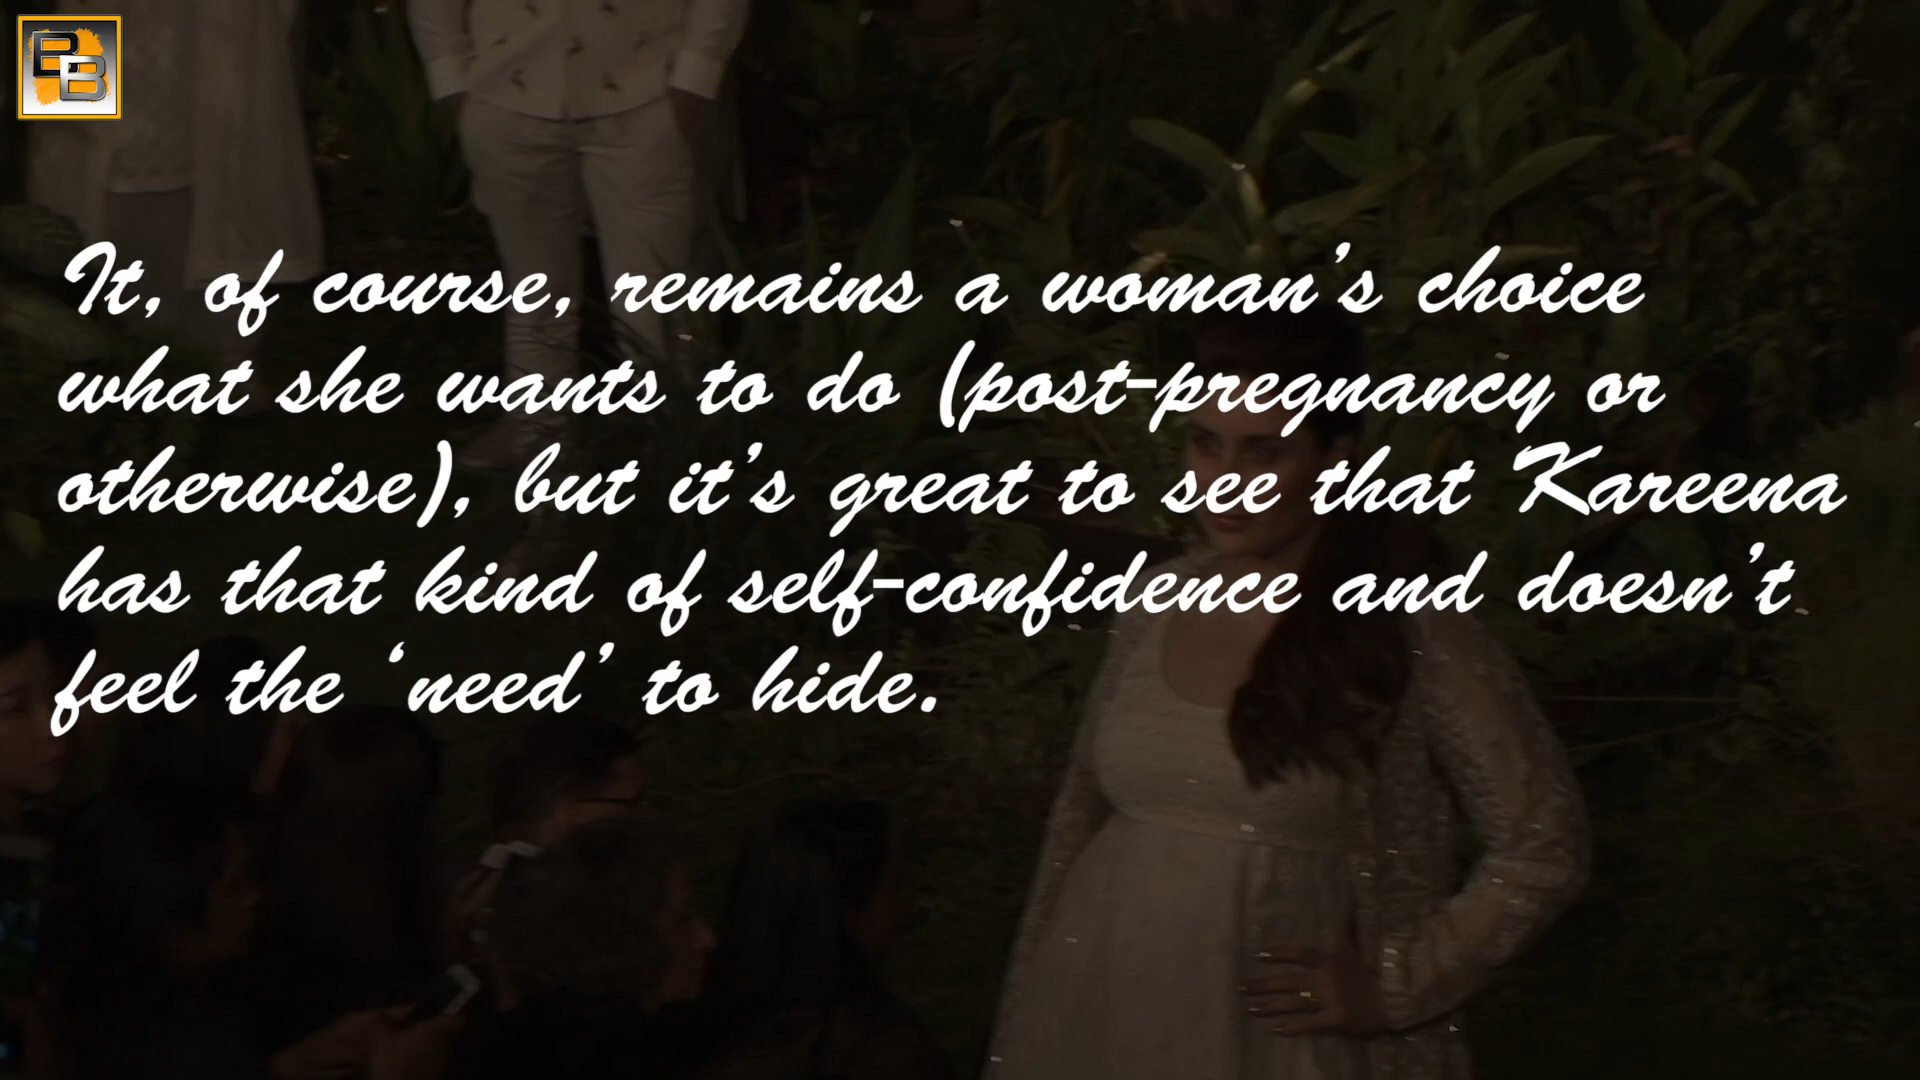 BB
It, of course, remains a woman’s choice
what she wants to do (post-pregnancy or
otherwise), but it’s great to see that Kareena
has that kind of self-confidence and doesn’t
feel the ‘need’ to hide.